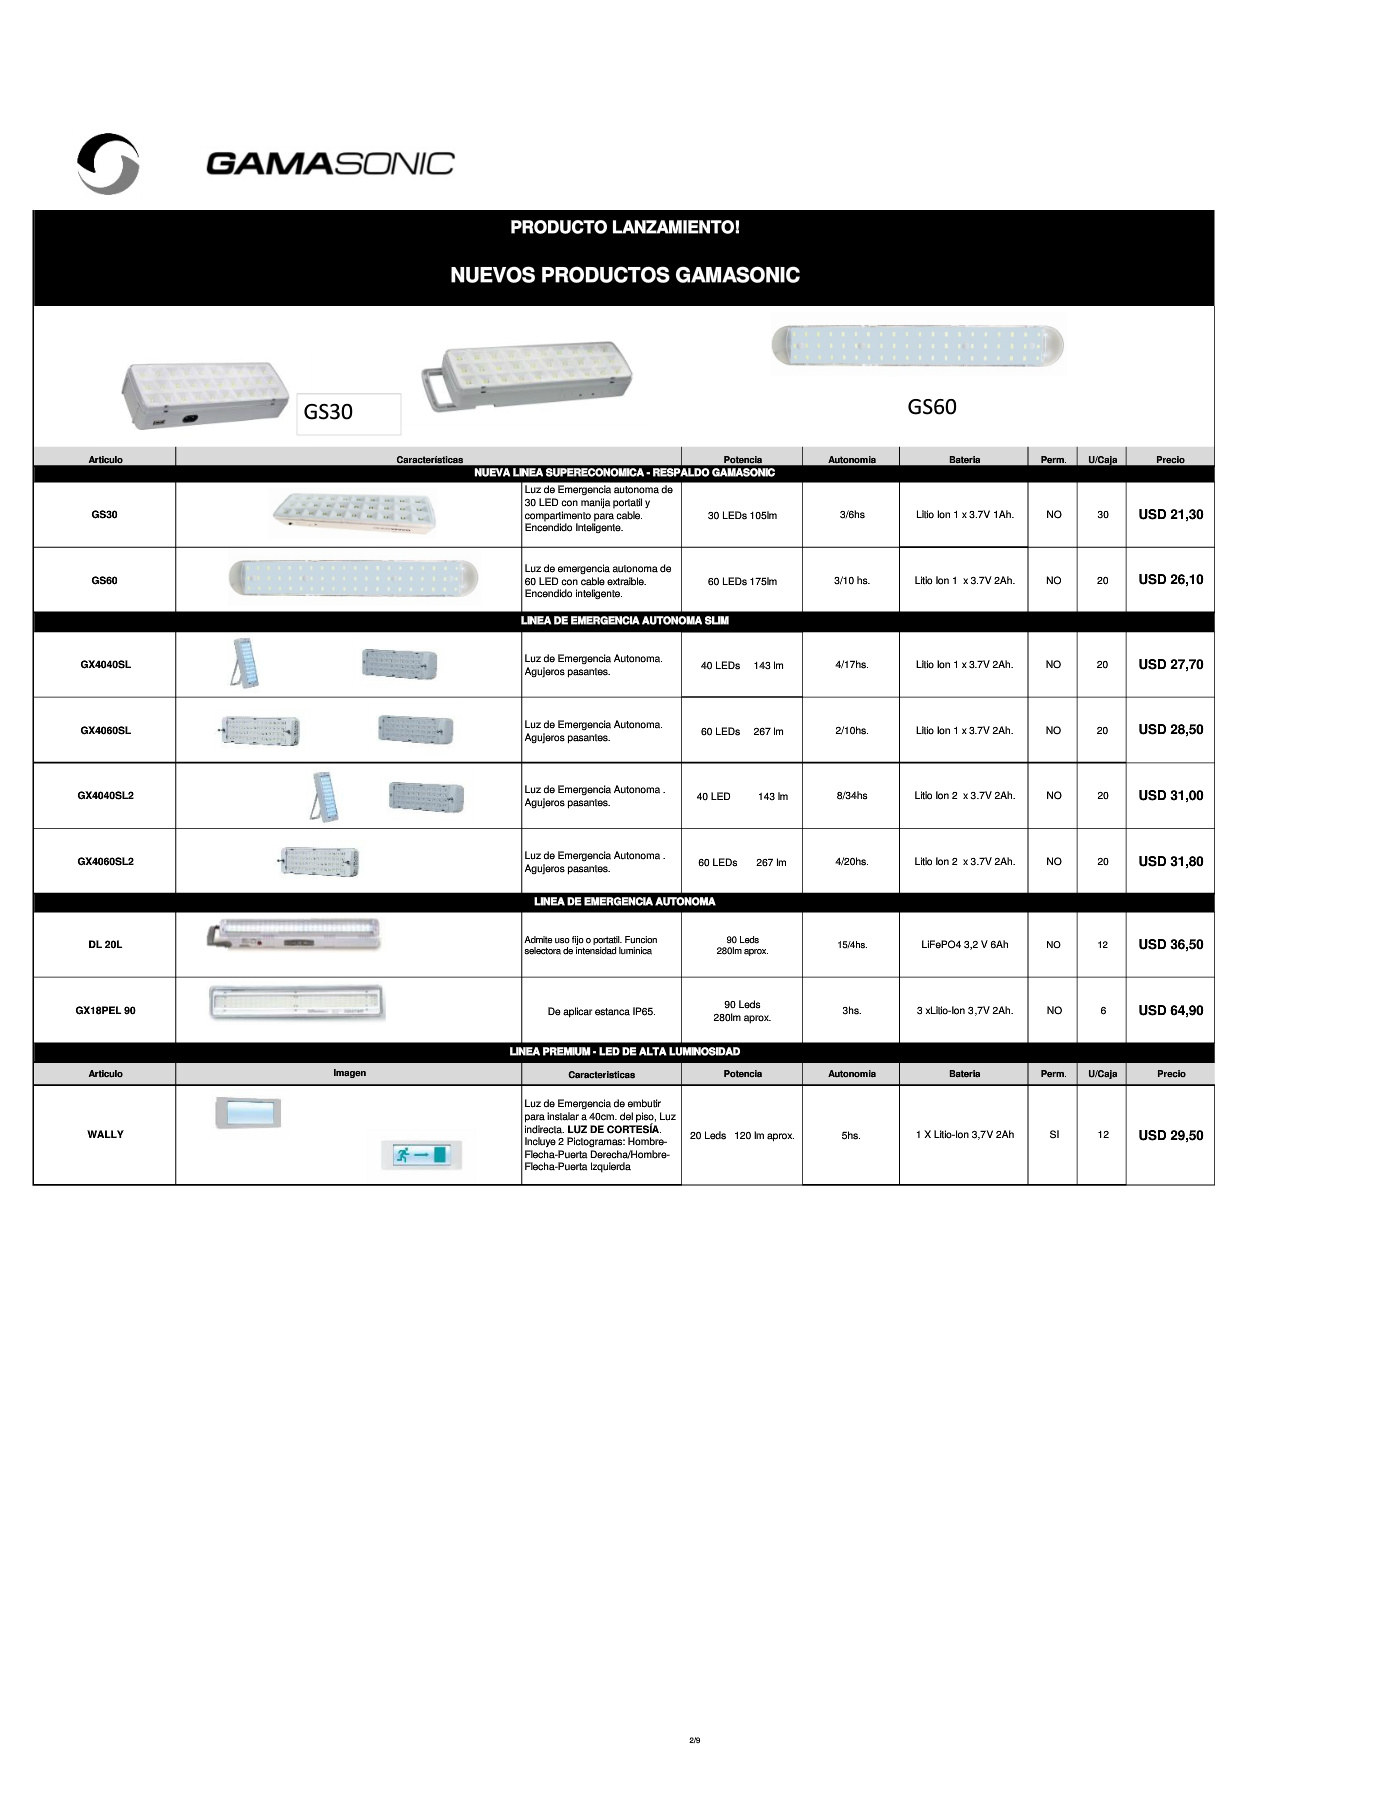 GAMASONIC
PRODUCTO LANZAMIENTO!
NUEVOS PRODUCTOS GAMASONIC
GS30
GS60
Articulo Características Potencia Autonomia Bateria Perm. U/Caja Precio
NUEVA LINEA SUPERECONOMICA - RESPALDO GAMASONIC
GS30
Luz de Emergencia autonoma de
30 LED con manija portatil y
compartimento para cable.
Encendido Inteligente.
30 LEDs 105lm 3/6hs Litio Ion 1 x 3.7V 1Ah. NO 30 USD 21,30
GS60
Luz de emergencia autonoma de
60 LED con cable extraible.
Encendido inteligente.
60 LEDs 175lm 3/10 hs. Litio Ion 1 x 3.7V 2Ah. NO 20 USD 26,10
LINEA DE EMERGENCIA AUTONOMA SLIM
GX4040SL
Luz de Emergencia Autonoma.
Agujeros pasantes.
40 LEDs 143 lm 4/17hs. Litio Ion 1 x 3.7V 2Ah. NO 20 USD 27,70
GX4060SL
Luz de Emergencia Autonoma.
Agujeros pasantes.
60 LEDs 267 lm 2/10hs. Litio Ion 1 x 3.7V 2Ah. NO 20 USD 28,50
GX4040SL2
Luz de Emergencia Autonoma .
Agujeros pasantes.
40 LED 143 lm 8/34hs Litio Ion 2 x 3.7V 2Ah. NO 20 USD 31,00
GX4060SL2
Luz de Emergencia Autonoma .
Agujeros pasantes.
60 LEDs 267 lm 4/20hs. Litio Ion 2 x 3.7V 2Ah. NO 20 USD 31,80
LINEA DE EMERGENCIA AUTONOMA
DL 20L
Admite uso fijo o portatil. Funcion
selectora de intensidad luminica
90 Leds
280lm aprox.
15/4hs. LiFePO4 3,2 V 6Ah NO 12 USD 36,50
GX18PEL 90
De aplicar estanca IP65.
90 Leds
280lm aprox.
3hs. 3 xLitio-Ion 3,7V 2Ah. NO 6 USD 64,90
LINEA PREMIUM - LED DE ALTA LUMINOSIDAD
Articulo Imagen Caracteristicas Potencia Autonomia Bateria Perm. U/Caja Precio
WALLY
Luz de Emergencia de embutir
para instalar a 40cm. del piso, Luz
indirecta. LUZ DE CORTESÍA.
Incluye 2 Pictogramas: Hombre-
Flecha-Puerta Derecha/Hombre-
Flecha-Puerta Izquierda
20 Leds 120 lm aprox. 5hs. 1 X Litio-Ion 3,7V 2Ah SI 12 USD 29,50
2/9